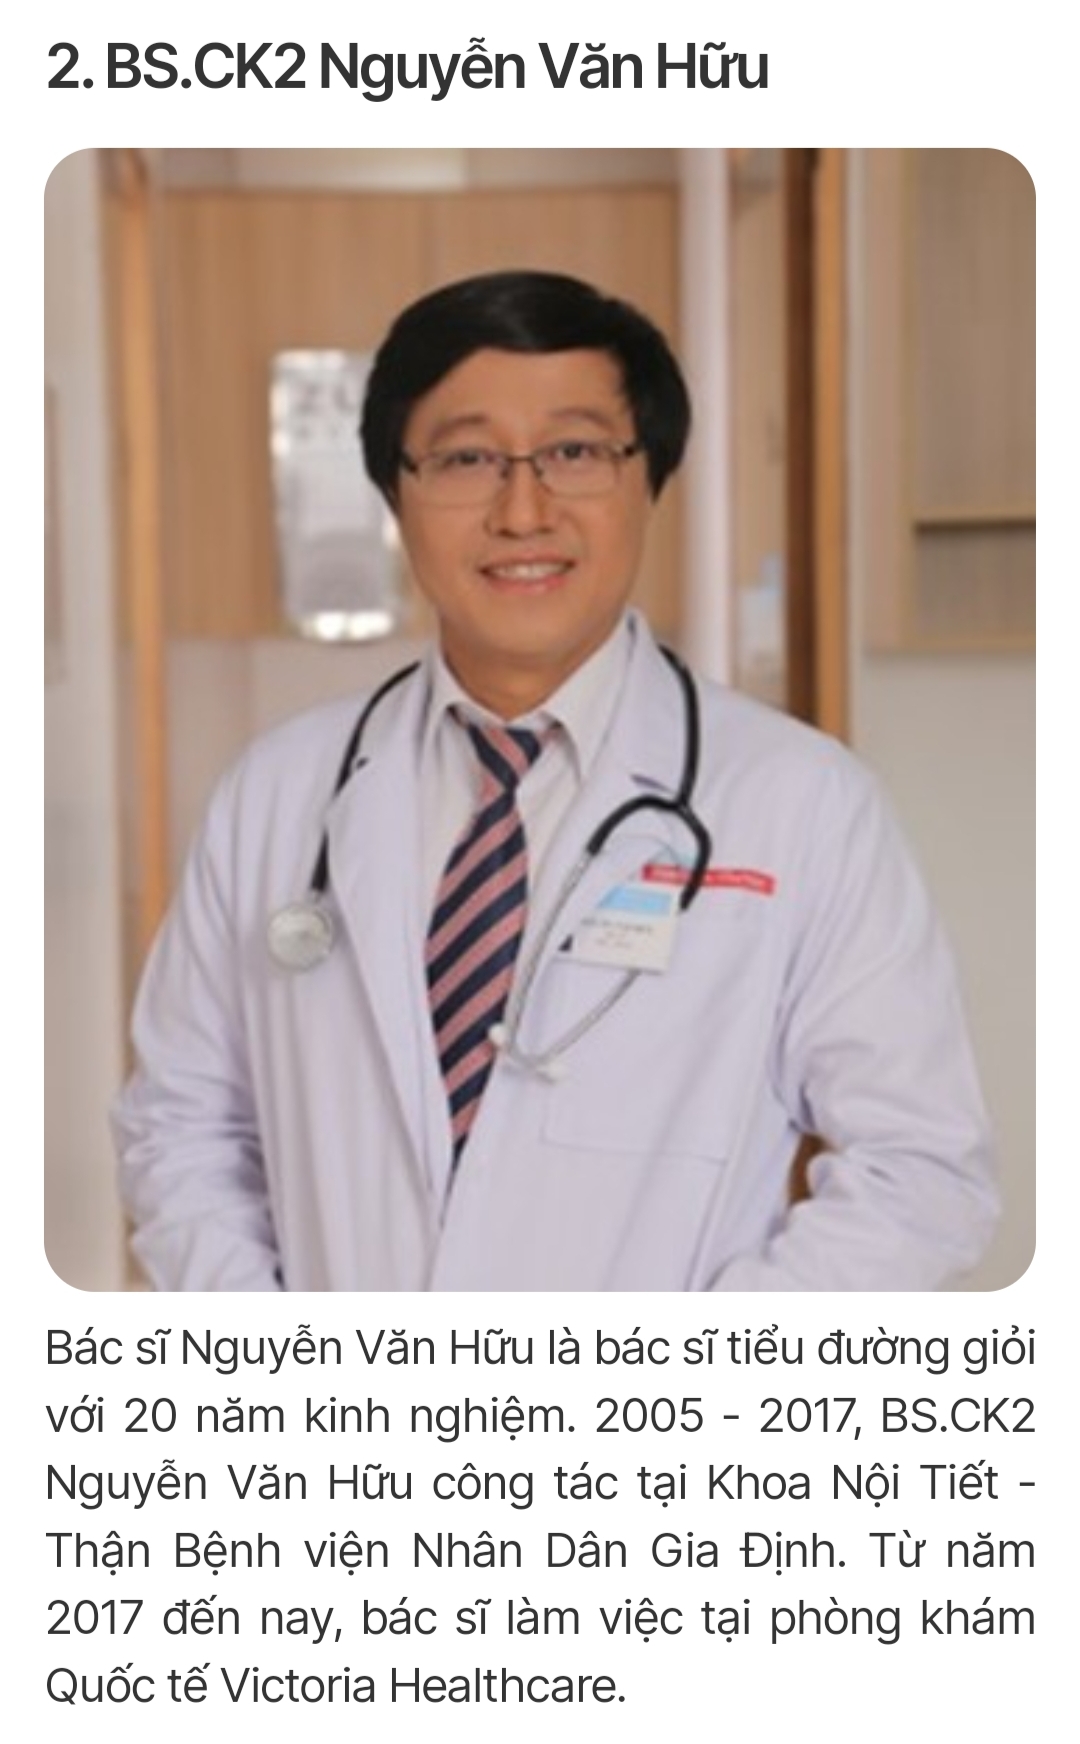 2. BS.CK2 Nguyễn Văn Hữu
Bác sĩ Nguyễn Văn Hữu là bác sĩ tiểu đường giỏi
với 20 năm kinh nghiệm. 2005 - 2017, BS.CK2
Nguyễn Văn Hữu công tác tại Khoa Nội Tiết -
Thận Bệnh viện Nhân Dân Gia Định. Từ năm
2017 đến nay, bác sĩ làm việc tại phòng khám
Quốc tế Victoria Healthcare.